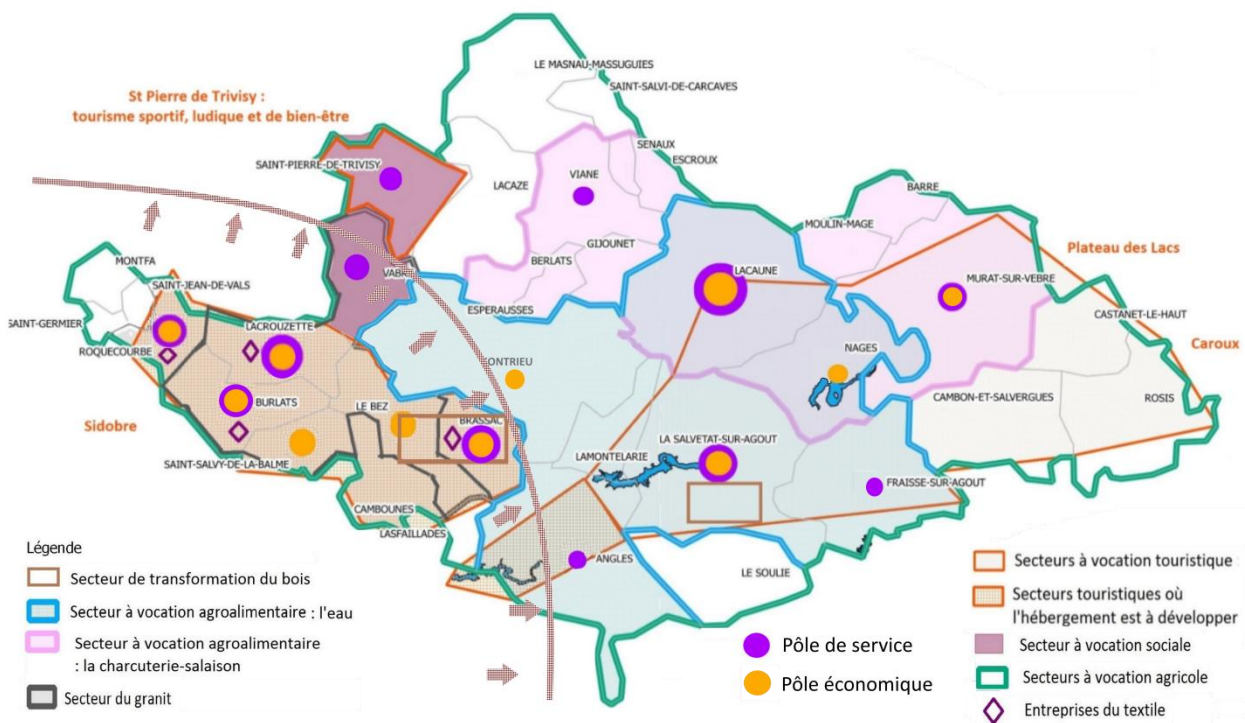 LE MASNAU-MASSUGUIES
SAINT-SALVI-DE-CARCAVES
St Pierre de Trivisy :
tourisme sportif, ludique et de bien-être
SENAUX
SAINT-PIERRE-DE-TRIVISY
ESCROUX
LACAZE
VIANE
BARRE
MOULIN-MAGE
GIJOUNET
Plateau des Lacs
BERLATS
MONTFA
VABR
LACAUNE
MURAT-SUR-VEBRE
SAINT-JEAN-DE-VALS
ESPERAUSSES
CASTANET-LE-HAUT
SAINT-GERMIER
LACROUZETTE
Caroux
ROQUECOURBE
NAGES
ONTRIEU
CAMBON-ET-SALVERGUES
ROSIS
BURLATS
LE BEZ
BRASSAC
Sidobre
LA SALVETAT-SUR-AGOUT
LAMONTELARIE
SAINT-SALVY-DE-LA-BALME
FRAISSE-SUR-AGOUT
CAMBOUNES
LASFAILLADES
ANGLES
LE SOULIE
Légende
Secteur de transformation du bois
Secteur à vocation agroalimentaire : l'eau
Secteur à vocation agroalimentaire
: la charcuterie-salaison
Secteur du granit
Pôle de service
Pôle économique
Secteurs à vocation touristique
Secteurs touristiques où
l'hébergement est à développer
Secteur à vocation sociale
Secteurs à vocation agricole
Entreprises du textile